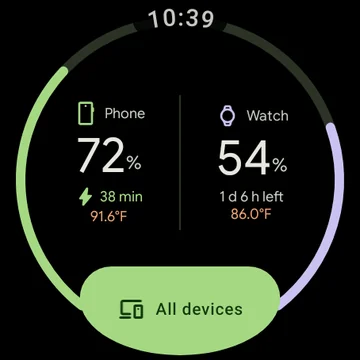 10:39
Phone
72%
38 min
91.6°F
Watch
54%
1 d 6 h left
86.0°F
All devices